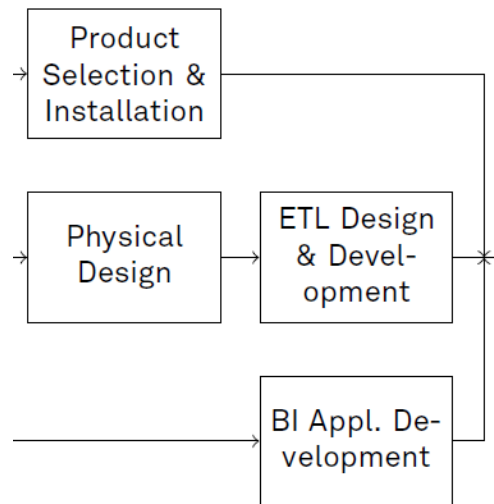 Product
Selection &
Installation
Physical
Design
ETL Design
& Devel-
opment
BI Appl. De-
velopment